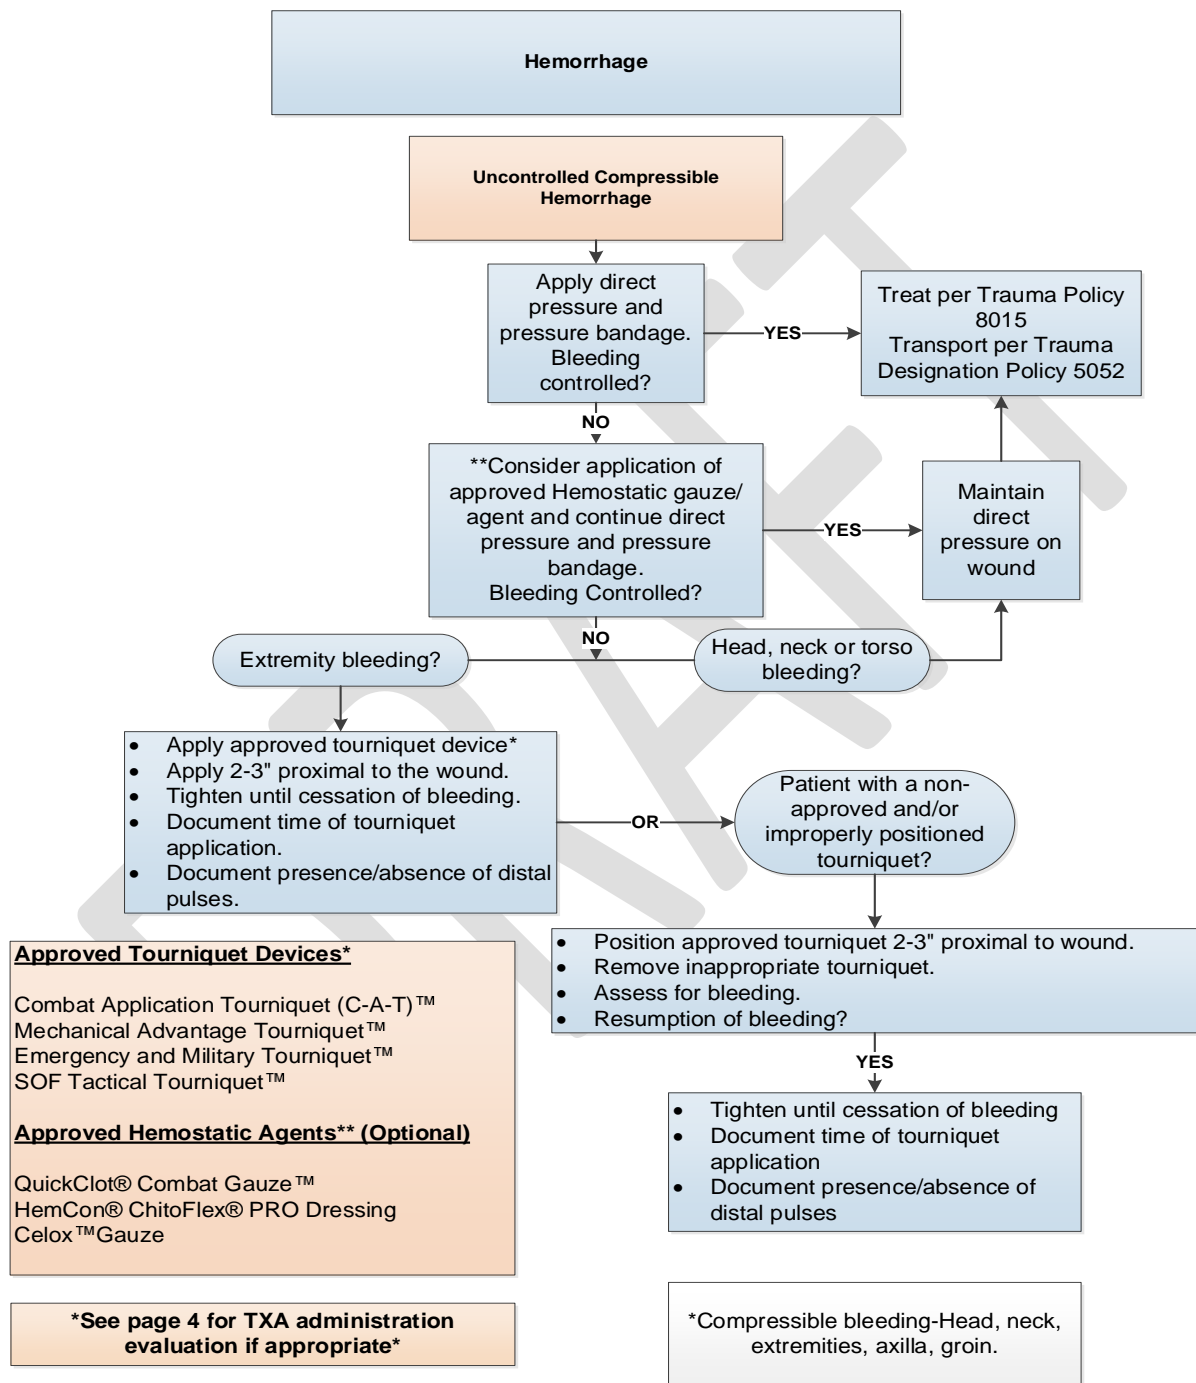 Hemorrhage
Uncontrolled Compressible
Hemorrhage
Apply direct
pressure and
pressure bandage.
Bleeding
controlled?
YES
Treat per Trauma Policy
8015
Transport per Trauma
Designation Policy 5052
NO
**Consider application of
approved Hemostatic gauze/
agent and continue direct
pressure and pressure
bandage.
Bleeding Controlled?
YES
Maintain
direct
pressure on
wound
NO
Extremity bleeding?
Head, neck or torso
bleeding?
• Apply approved tourniquet device*
• Apply 2-3" proximal to the wound.
• Tighten until cessation of bleeding.
• Document time of tourniquet
application.
• Document presence/absence of distal
pulses.
OR
Patient with a non-
approved and/or
improperly positioned
tourniquet?
• Position approved tourniquet 2-3" proximal to wound.
• Remove inappropriate tourniquet.
• Assess for bleeding.
• Resumption of bleeding?
YES
• Tighten until cessation of bleeding
• Document time of tourniquet
application
• Document presence/absence of
distal pulses
Approved Tourniquet Devices*
Combat Application Tourniquet (C-A-T)™
Mechanical Advantage Tourniquet™
Emergency and Military Tourniquet™
SOF Tactical Tourniquet™
Approved Hemostatic Agents** (Optional)
QuickClot® Combat Gauze™
HemCon® ChitoFlex® PRO Dressing
Celox™Gauze
*See page 4 for TXA administration
evaluation if appropriate*
*Compressible bleeding-Head, neck,
extremities, axilla, groin.
DRAFT